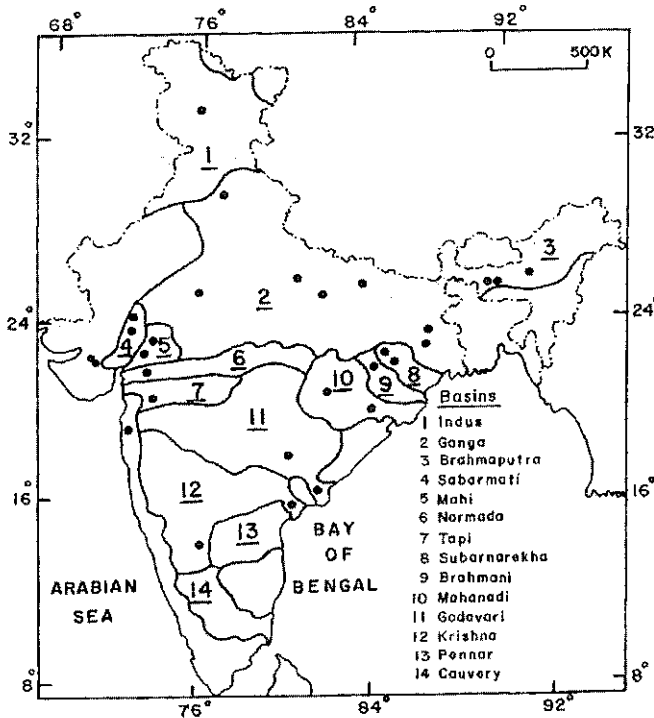 68° 76° 84° 92°
0 500K
32° 32°
1
3
2
24° 24°
4 5
6
10 8
9
7
Basins
11
1 Indus
2 Ganga
3 Brahmaputra
4 Sabarmati
5 Mahi
6 Normada
7 Tapi
8 Subarnarekha
9 Brahmani
10 Mahanadi
11 Godavari
12 Krishna
13 Pennar
14 Cauvery
16° 16°
12
13
14
BAY
OF
BENGAL
ARABIAN
SEA
8° 8°
76° 84° 92°